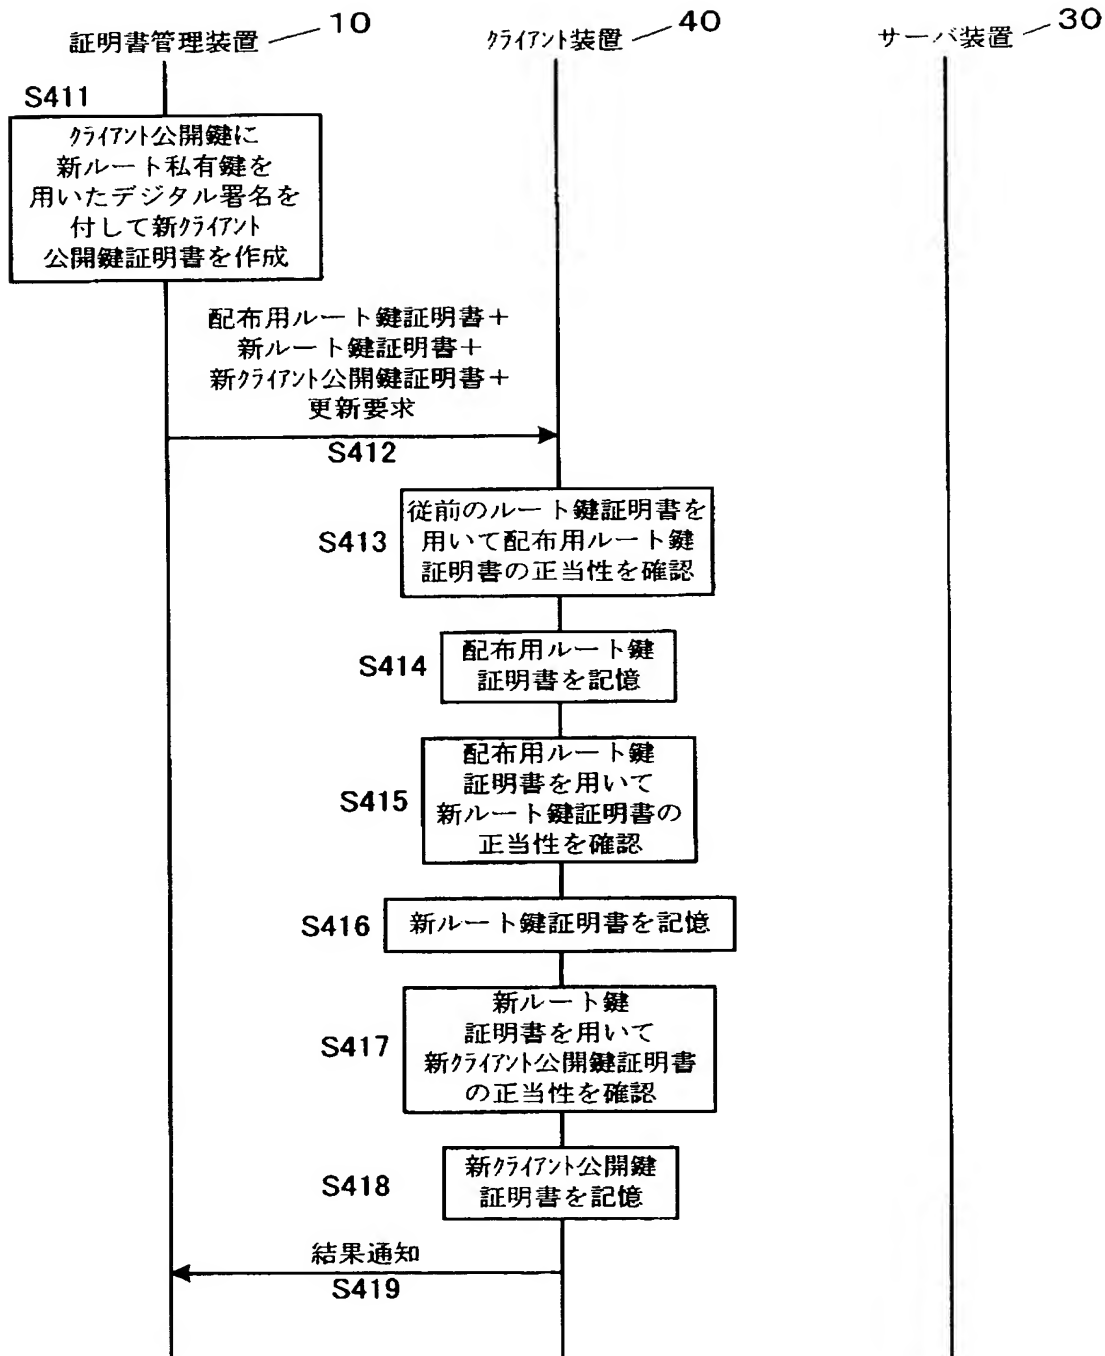 証明書管理装置 10
クライアント装置 40
サーバ装置 30
S411
クライアント公開鍵に
新ルート私有鍵を
用いたデジタル署名を
付して新クライアント
公開鍵証明書を作成
配布用ルート鍵証明書+
新ルート鍵証明書+
新クライアント公開鍵証明書+
更新要求
S412
S413
従前のルート鍵証明書を
用いて配布用ルート鍵
証明書の正当性を確認
S414
配布用ルート鍵
証明書を記憶
S415
配布用ルート鍵
証明書を用いて
新ルート鍵証明書の
正当性を確認
S416
新ルート鍵証明書を記憶
S417
新ルート鍵
証明書を用いて
新クライアント公開鍵証明書
の正当性を確認
S418
新クライアント公開鍵
証明書を記憶
結果通知
S419